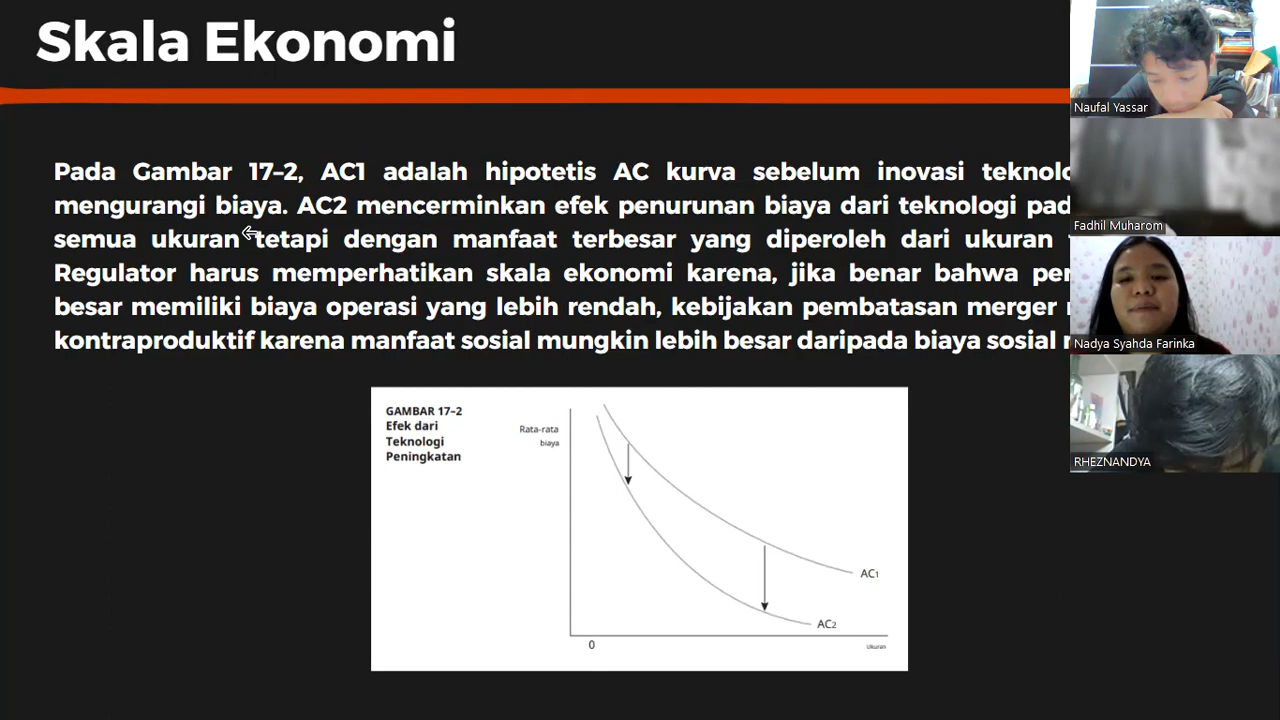 Skala Ekonomi
Pada Gambar 17–2, AC1 adalah hipotetis AC kurva sebelum inovasi
mengurangi biaya. AC2 mencerminkan efek penurunan biaya dari teknologi
semua ukuran tetapi dengan manfaat terbesar yang diperoleh dari ukuran
Regulator harus memperhatikan skala ekonomi karena, jika benar bahwa
besar memiliki biaya operasi yang lebih rendah, kebijakan pembatasan merger
kontraproduktif karena manfaat sosial mungkin lebih besar daripada biaya sosial
GAMBAR 17–2
Efek dari
Teknologi
Peningkatan
Rata-rata
biaya
AC1
AC2
0
Ukuran
Naufal Yassar
Fadhil Muharom
Nadya Syahda Farinka
RHEZNANDYA